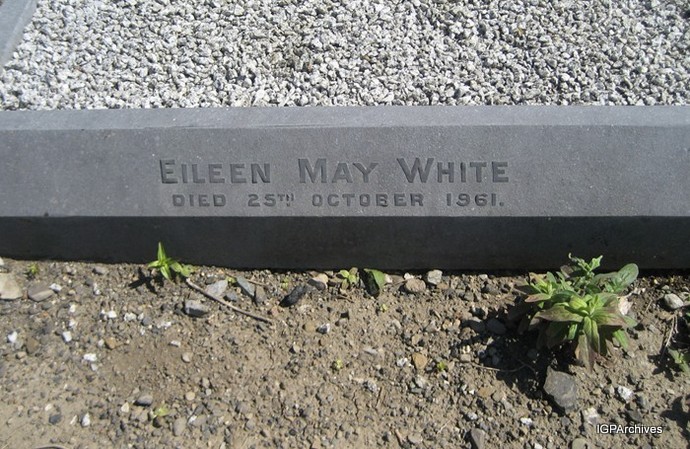 EILEEN MAY WHITE
DIED 25TH OCTOBER 1961.
IGPArchives